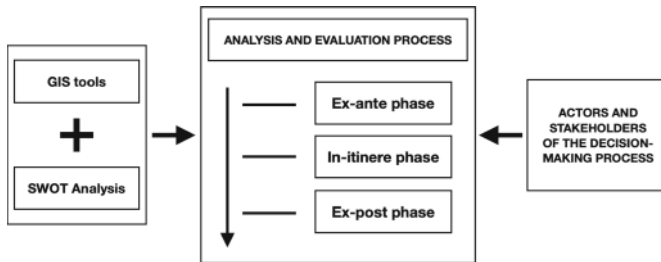 GIS tools
+
SWOT Analysis
ANALYSIS AND EVALUATION PROCESS
Ex-ante phase
In-itinere phase
Ex-post phase
ACTORS AND
STAKEHOLDERS
OF THE DECISION-
MAKING PROCESS